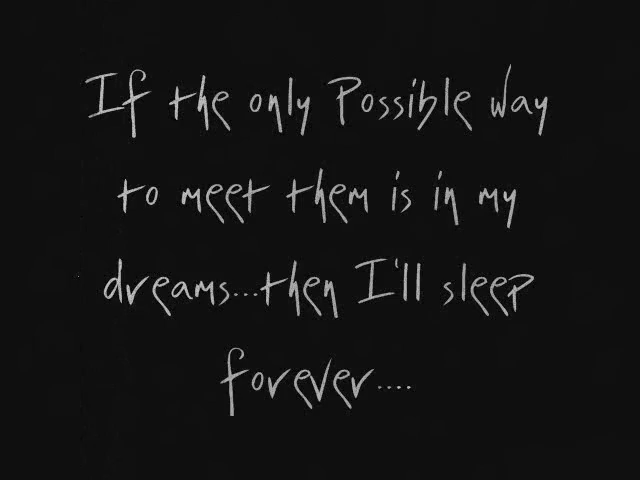 If the only Possible way
to meet them is in my
dreams...then I'll sleep
forever....